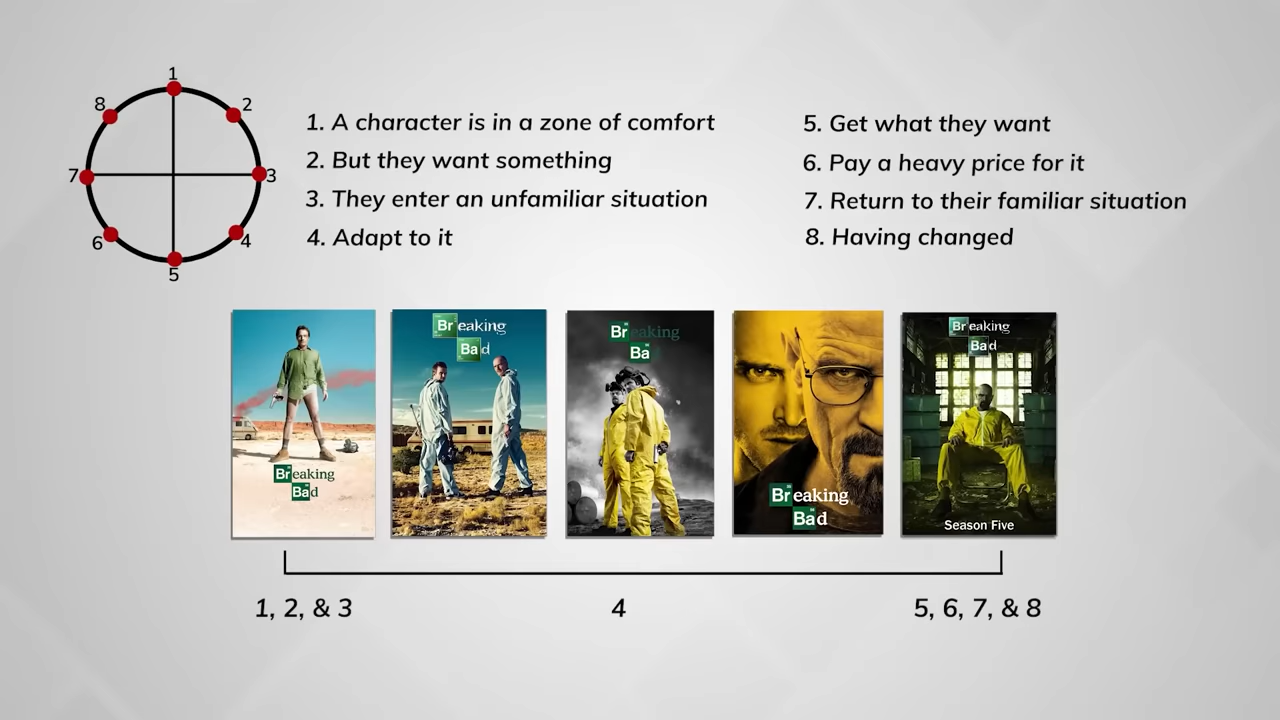 1
8
2
7
3
6
4
5
1. A character is in a zone of comfort
2. But they want something
3. They enter an unfamiliar situation
4. Adapt to it
5. Get what they want
6. Pay a heavy price for it
7. Return to their familiar situation
8. Having changed
Breaking
Bad
Breaking
Bad
Breaking
Ba
Breaking
Bad
Breaking
Bad
Season Five
1, 2, & 3
4
5, 6, 7, & 8